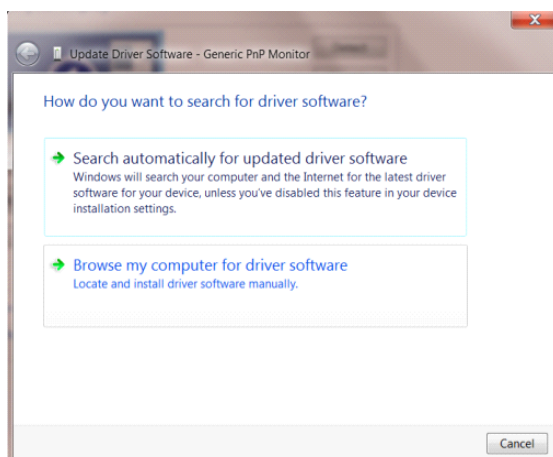 Update Driver Software - Generic PnP Monitor
How do you want to search for driver software?
Search automatically for updated driver software
Windows will search your computer and the Internet for the latest driver
software for your device, unless you've disabled this feature in your device
installation settings.
Browse my computer for driver software
Locate and install driver software manually.
Cancel